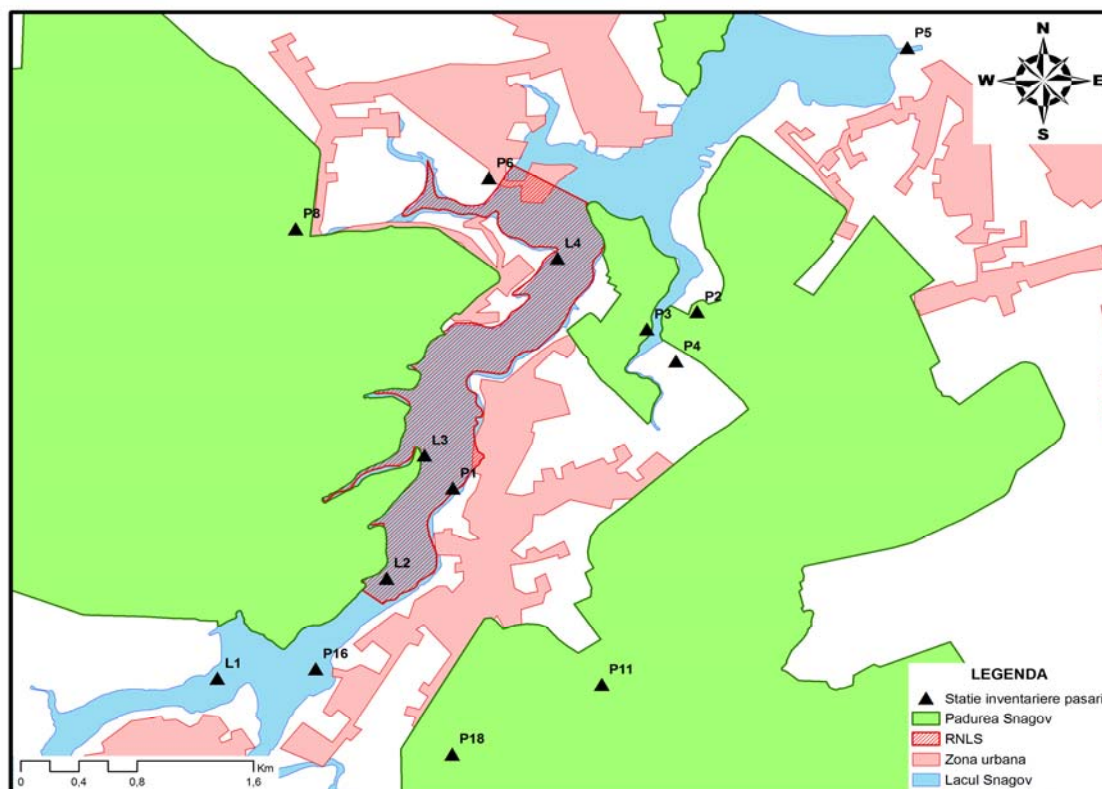 P5
N
W E
S
P6
P8
L4
P2
P3
P4
L3
P1
L2
L1
P16
P11
P18
LEGENDA
Statie inventariere pasari
Padurea Snagov
RNLS
Zona urbana
Lacul Snagov
0 0,4 0,8 1,6
Km